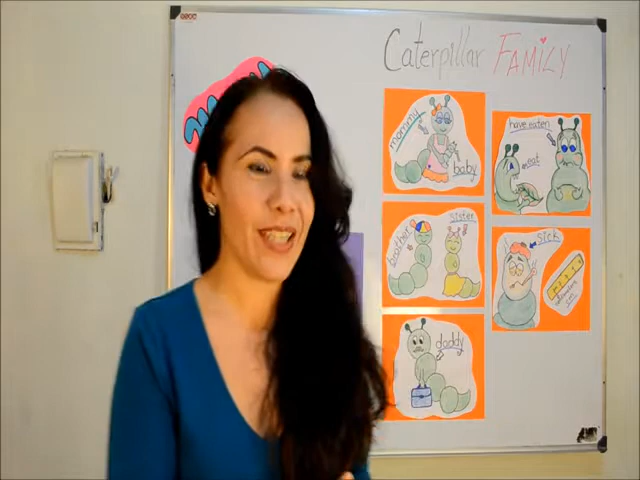 Caterpillar FAMILY
mommy
baby
have eaten
eat
brother
sister
sick
daddy